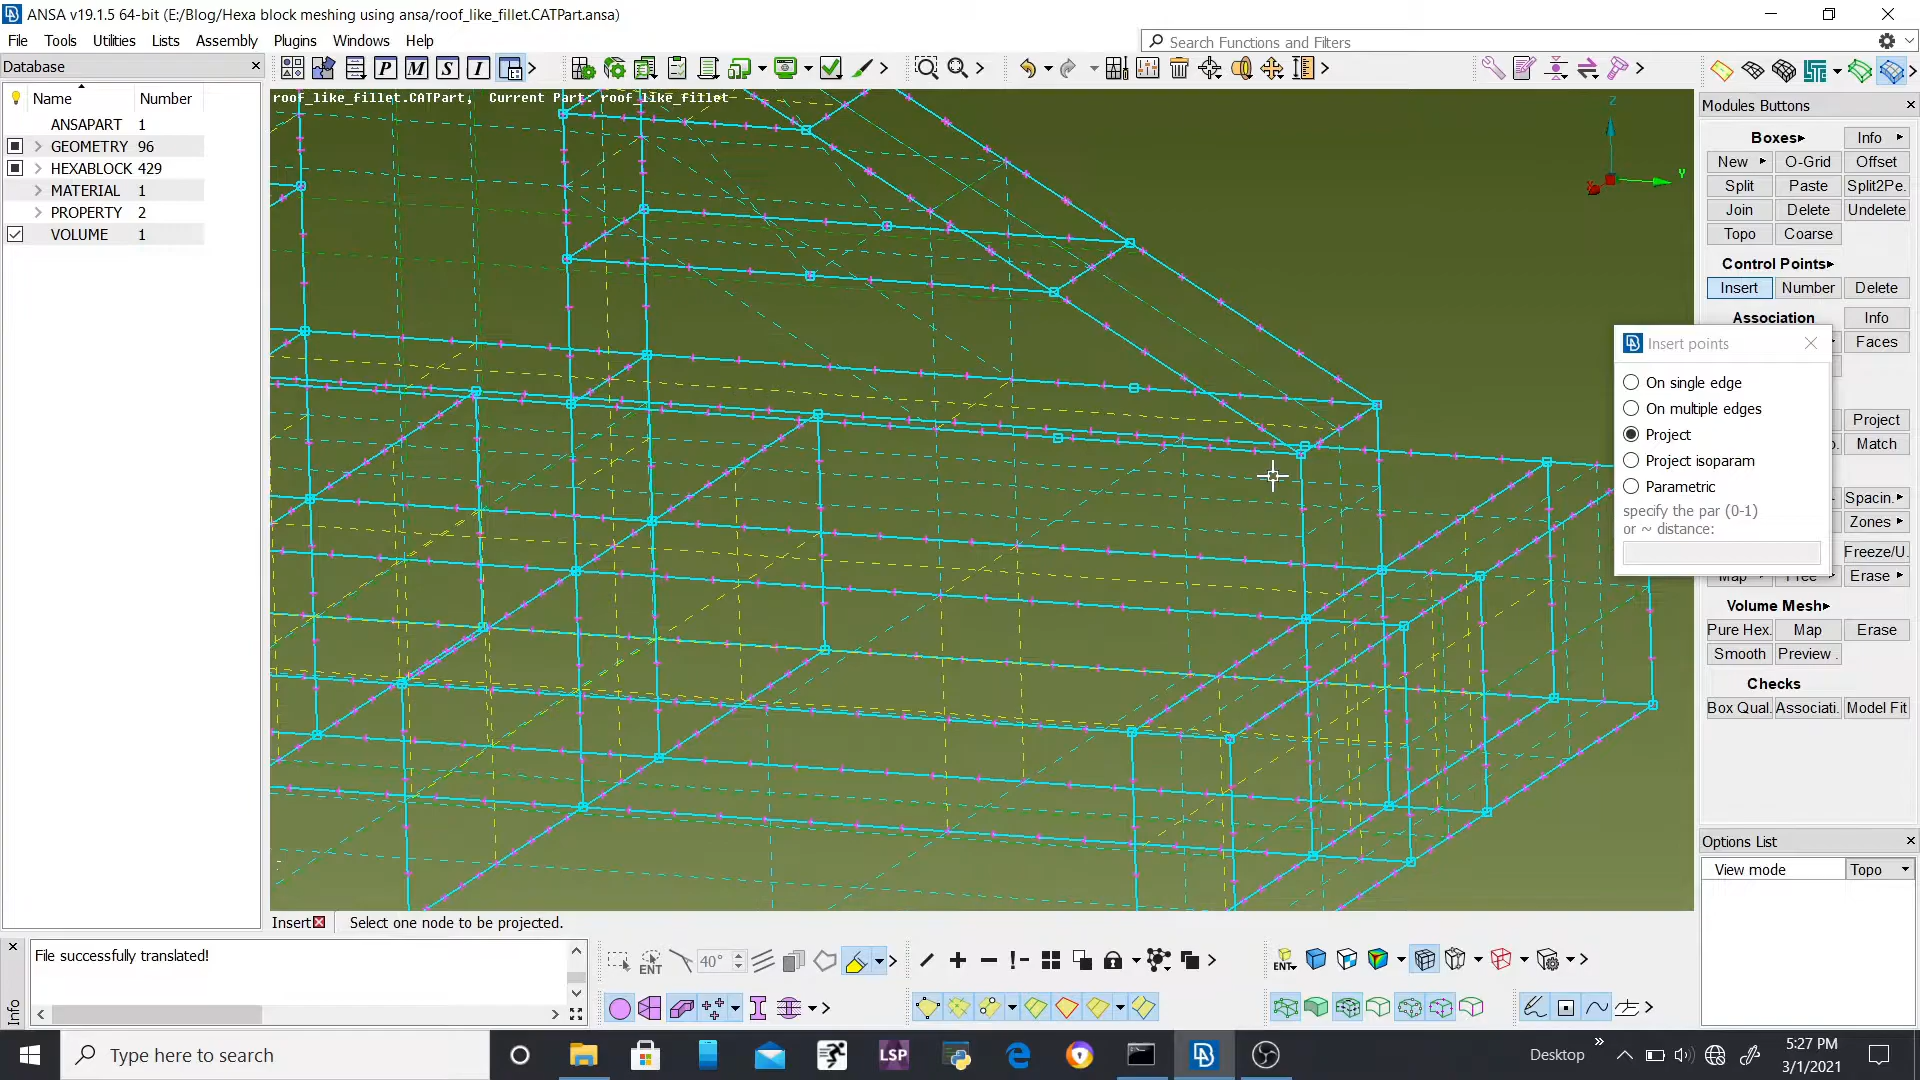 ANSA v19.1.5 64-bit (E:/Blog/Hexa block meshing using ansa/roof_like_fillet.CATPart.ansa)
File Tools Utilities Lists Assembly Plugins Windows Help
Search Functions and Filters
Database
P M S I
Name Number
ANSAPART 1
GEOMETRY 96
HEXABLOCK 429
MATERIAL 1
PROPERTY 2
VOLUME 1
roof_like_fillet.CATPart, Current Part: roof_like_fillet
Z
Y
X
Modules Buttons
Boxes Info
New O-Grid Offset
Split Paste Split2Pe.
Join Delete Undelete
Topo Coarse
Control Points
Insert Number Delete
Association Info
Faces
Project
Match
Spacin.
Zones
Freeze/U.
Map Free Erase
Volume Mesh
Pure Hex. Map Erase
Smooth Preview .
Checks
Box Qual. Associati. Model Fit
Insert points
On single edge
On multiple edges
Project
Project isoparam
Parametric
specify the par (0-1)
or ~ distance:
Options List
View mode Topo
Insert Select one node to be projected.
File successfully translated!
Info
ENT 40°
ENT
Type here to search
LSP
Desktop
5:27 PM
3/1/2021